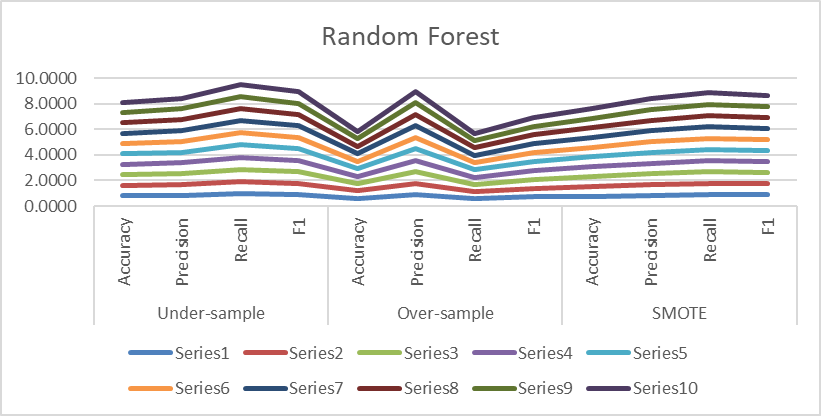 Random Forest
10.0000
8.0000
6.0000
4.0000
2.0000
0.0000
Accuracy
Precision
Recall
F1
Accuracy
Precision
Recall
F1
Accuracy
Precision
Recall
F1
Under-sample Over-sample SMOTE
Series1 Series2 Series3 Series4 Series5
Series6 Series7 Series8 Series9 Series10